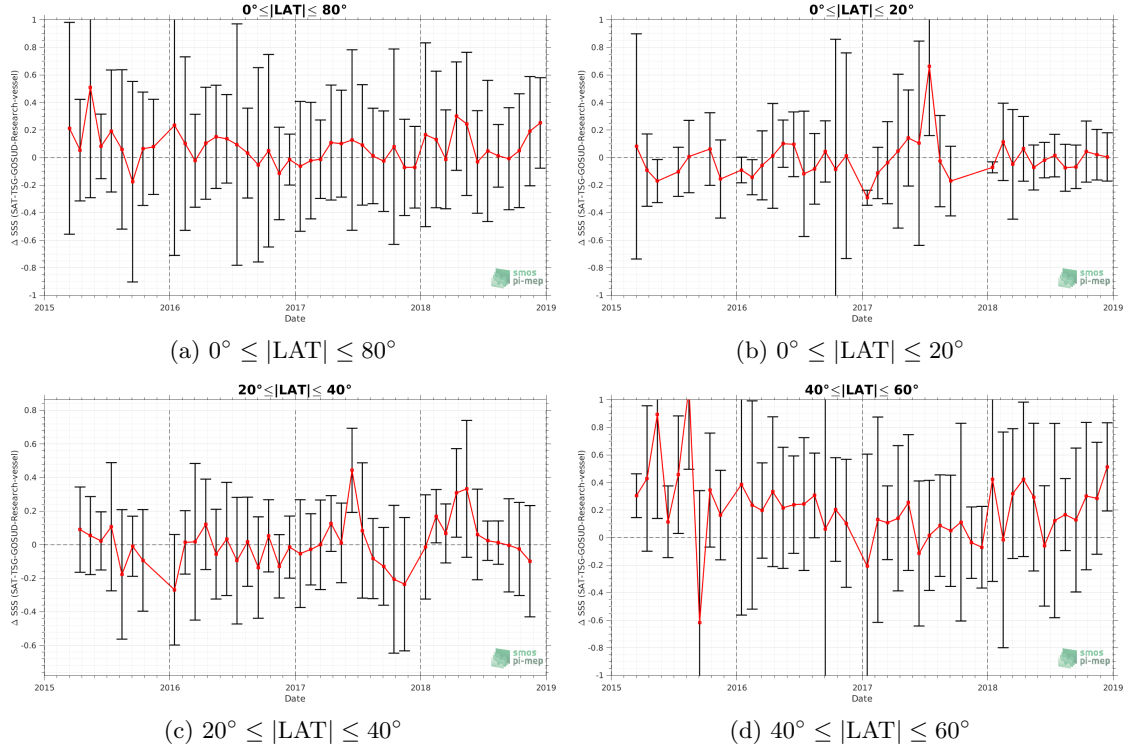 0°≤|LAT|≤ 80°
1
0.8
0.6
0.4
0.2
0
-0.2
-0.4
-0.6
-0.8
-1
Δ SSS (SAT-TSG-GOSUD-Research-vessel)
2015
2016
2017
2018
2019
Date
smos
pi-mep
(a) 0° ≤ |LAT| ≤ 80°
0°≤|LAT|≤ 20°
1
0.8
0.6
0.4
0.2
0
-0.2
-0.4
-0.6
-0.8
-1
Δ SSS (SAT-TSG-GOSUD-Research-vessel)
2015
2016
2017
2018
2019
Date
smos
pi-mep
(b) 0° ≤ |LAT| ≤ 20°
20°≤|LAT|≤ 40°
0.8
0.6
0.4
0.2
0
-0.2
-0.4
-0.6
Δ SSS (SAT-TSG-GOSUD-Research-vessel)
2015
2016
2017
2018
2019
Date
smos
pi-mep
(c) 20° ≤ |LAT| ≤ 40°
40°≤|LAT|≤ 60°
1
0.8
0.6
0.4
0.2
0
-0.2
-0.4
-0.6
-0.8
-1
Δ SSS (SAT-TSG-GOSUD-Research-vessel)
2015
2016
2017
2018
2019
Date
smos
pi-mep
(d) 40° ≤ |LAT| ≤ 60°